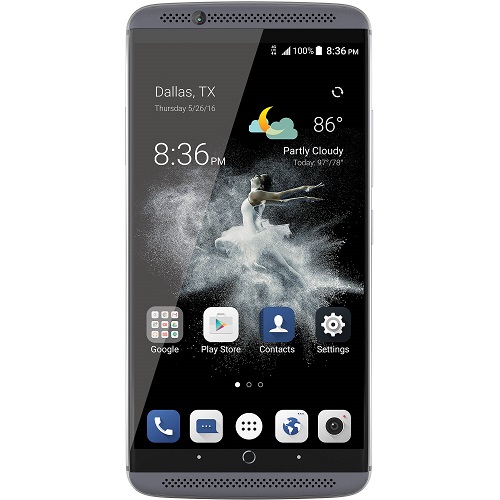 100% 8:36 PM
Dallas, TX
Thursday 5/26/16
86°
8:36 PM
Partly Cloudy
Today: 97°/78°
Google
Play Store
Contacts
Settings